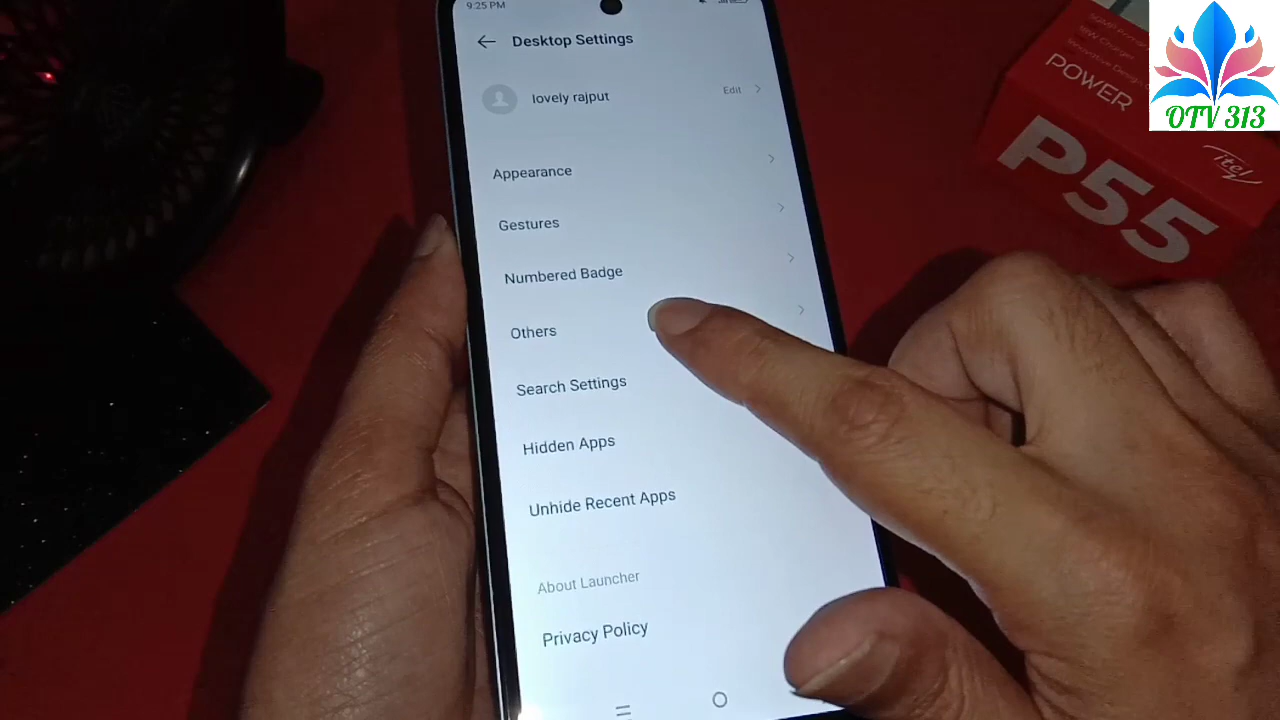 9:25 PM
Desktop Settings
lovely rajput
Edit
Appearance
Gestures
Numbered Badge
Others
Search Settings
Hidden Apps
Unhide Recent Apps
About Launcher
Privacy Policy
POWER
P55
itel
OTV 313